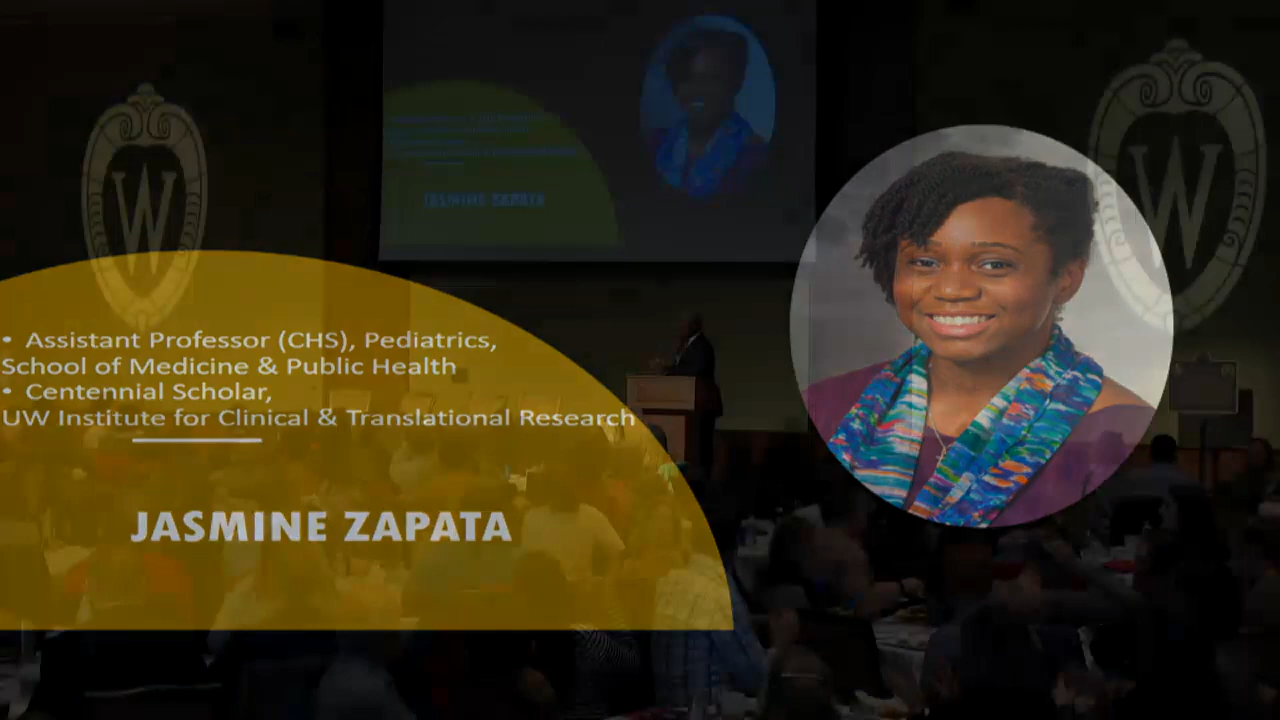 W
W
• Assistant Professor (CHS), Pediatrics,
School of Medicine & Public Health
• Centennial Scholar,
UW Institute for Clinical & Translational Research
JASMINE ZAPATA
JASMINE ZAPATA